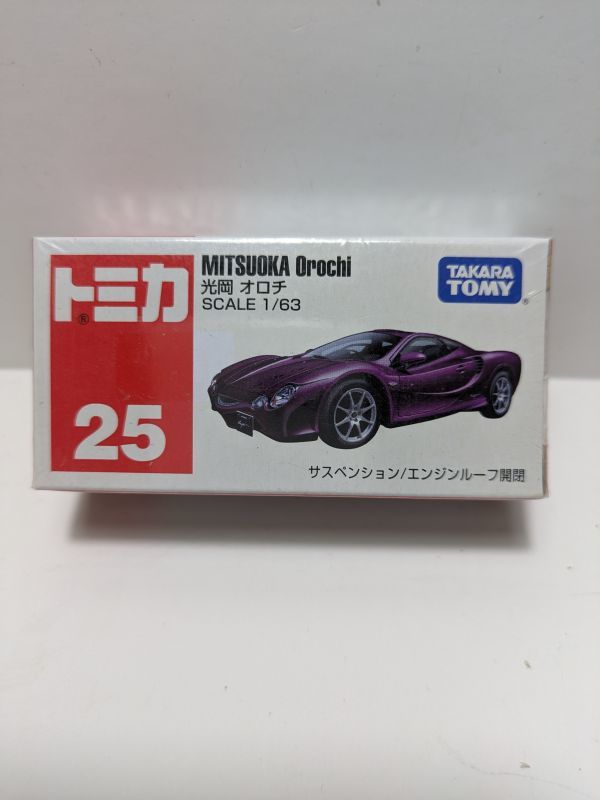 トミカ
®
25
MITSUOKA Orochi
光岡 オロチ
SCALE 1/63
TAKARA
TOMY
®
サスペンション/エンジンルーフ開閉